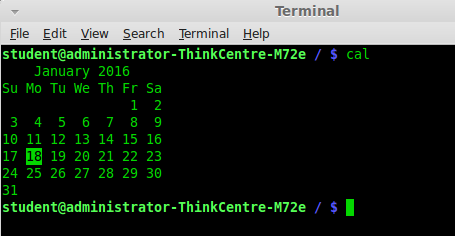 Terminal
File Edit View Search Terminal Help
student@administrator-ThinkCentre-M72e / $ cal
    January 2016
Su Mo Tu We Th Fr Sa
                1  2
 3  4  5  6  7  8  9
10 11 12 13 14 15 16
17 18 19 20 21 22 23
24 25 26 27 28 29 30
31
student@administrator-ThinkCentre-M72e / $